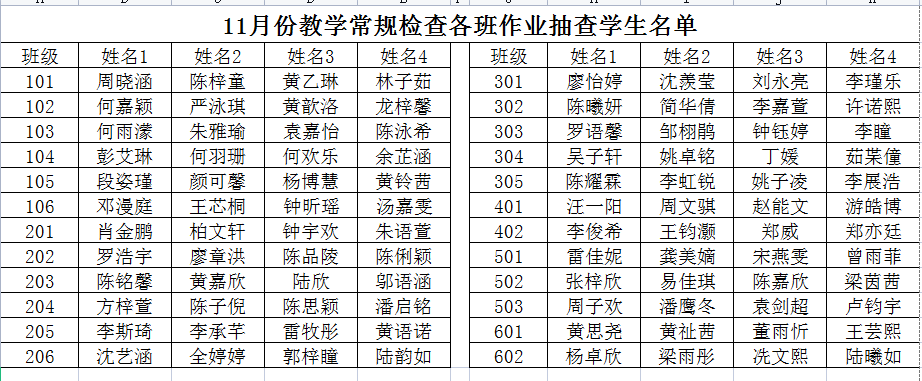 11月份教学常规检查各班作业抽查学生名单
班级 姓名1 姓名2 姓名3 姓名4 班级 姓名1 姓名2 姓名3 姓名4
101 周晓涵 陈梓童 黄乙琳 林子茹 301 廖怡婷 沈羡莹 刘永亮 李瑾乐
102 何嘉颖 严泳琪 黄歆洛 龙梓馨 302 陈曦妍 简华倩 李嘉萱 许诺熙
103 何雨濛 朱雅瑜 袁嘉怡 陈泳希 303 罗语馨 邹栩鹃 钟钰婷 李瞳
104 彭艾琳 何羽珊 何欢乐 余芷涵 304 吴子轩 姚卓铭 丁媛 茹菒僮
105 段姿瑾 颜可馨 杨博慧 黄铃茜 305 陈耀霖 李虹锐 姚子凌 李展浩
106 邓漫庭 王芯桐 钟昕瑶 汤嘉雯 401 汪一阳 周文骐 赵能文 游皓博
201 肖金鹏 柏文轩 钟宇欢 朱语萱 402 李俊希 王钧灏 郑威 郑亦廷
202 罗浩宇 廖章洪 陈品陵 陈俐颖 501 雷佳妮 龚美嫡 宋燕雯 曾雨菲
203 陈铭馨 黄嘉欣 陆欣 邬语涵 502 张梓欣 易佳琪 陈嘉欣 梁茵茜
204 方梓萱 陈子倪 陈思颖 潘启铭 503 周子欢 潘鹰冬 袁剑超 卢钧宇
205 李斯琦 李承芊 雷牧彤 黄语诺 601 黄思尧 黄祉茜 董雨忻 王芸熙
206 沈艺涵 全婷婷 郭梓瞳 陆韵如 602 杨卓欣 梁雨彤 冼文熙 陆曦如